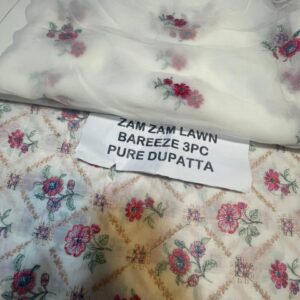 ZAM ZAM LAWN
BAREEZE 3PC
PURE DUPATTA